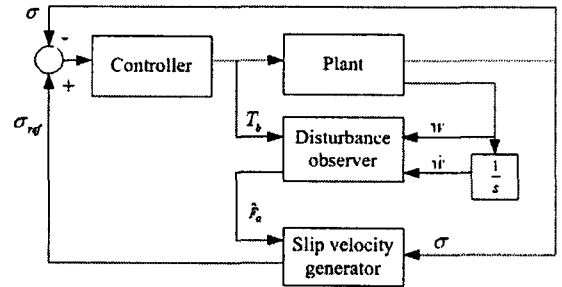 σ
-
+
Controller
Plant
σ_ref
T_b
Disturbance
observer
w
ẇ
1
s
F̂_a
Slip velocity
generator
σ